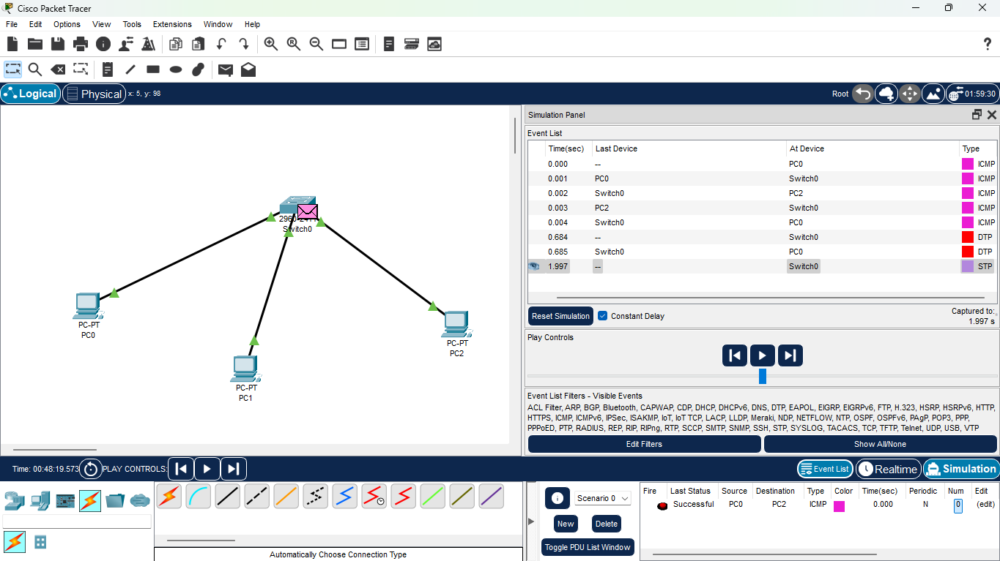 Cisco Packet Tracer
File Edit Options View Tools Extensions Window Help
Logical Physical x: 5, y: 98 Root 01:59:30
Simulation Panel
Event List
Time(sec) Last Device At Device Type
0.000 -- PC0 ICMP
0.001 PC0 Switch0 ICMP
0.002 Switch0 PC2 ICMP
0.003 PC2 Switch0 ICMP
0.004 Switch0 PC0 ICMP
0.684 -- Switch0 DTP
0.685 Switch0 PC0 DTP
1.997 -- Switch0 STP
Reset Simulation Constant Delay Captured to:
1.997 s
Play Controls
Event List Filters - Visible Events
ACL Filter, ARP, BGP, Bluetooth, CAPWAP, CDP, DHCP, DHCPv6, DNS, DTP, EAPOL, EIGRP, EIGRPv6, FTP, H.323, HSRP, HSRPv6, HTTP,
HTTPS, ICMP, ICMPv6, IPSec, ISAKMP, IoT, IoT TCP, LACP, LLDP, Meraki, NDP, NETFLOW, NTP, OSPF, OSPFv6, PAgP, POP3, PPP,
PPPoED, PTP, RADIUS, REP, RIP, RIPng, RTP, SCCP, SMTP, SNMP, SSH, STP, SYSLOG, TACACS, TCP, TFTP, Telnet, UDP, USB, VTP
Edit Filters Show All/None
Switch0
PC-PT
PC0
PC-PT
PC1
PC-PT
PC2
Time: 00:48:19.573 PLAY CONTROLS: Event List Realtime Simulation
Automatically Choose Connection Type
Scenario 0
New Delete
Toggle PDU List Window
Fire Last Status Source Destination Type Color Time(sec) Periodic Num Edit
Successful PC0 PC2 ICMP 0.000 N 0 (edit)